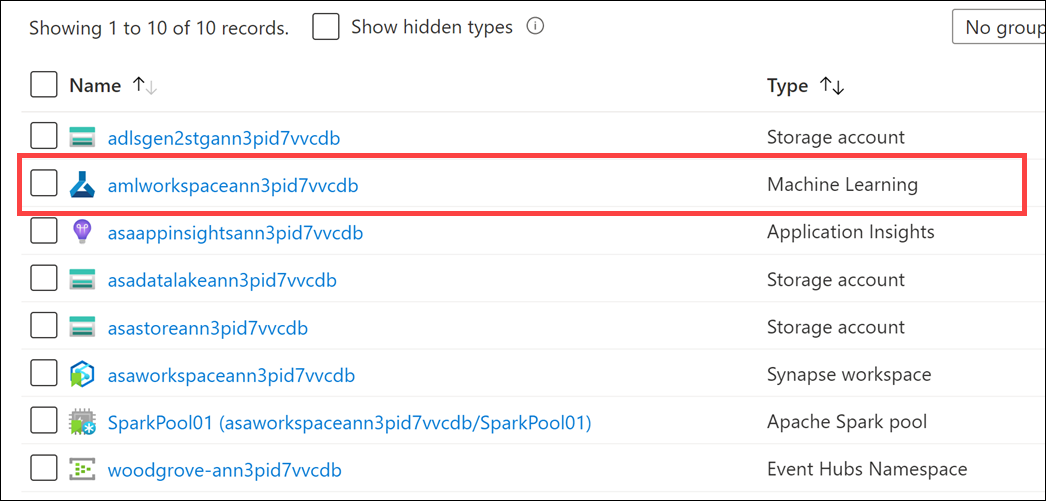 Showing 1 to 10 of 10 records. Show hidden types No group
Name Type
adlsgen2stgann3pid7vvcdb Storage account
amlworkspaceann3pid7vvcdb Machine Learning
asaappinsightsann3pid7vvcdb Application Insights
asadatalakeann3pid7vvcdb Storage account
asastoreann3pid7vvcdb Storage account
asaworkspaceann3pid7vvcdb Synapse workspace
SparkPool01 (asaworkspaceann3pid7vvcdb/SparkPool01) Apache Spark pool
woodgrove-ann3pid7vvcdb Event Hubs Namespace